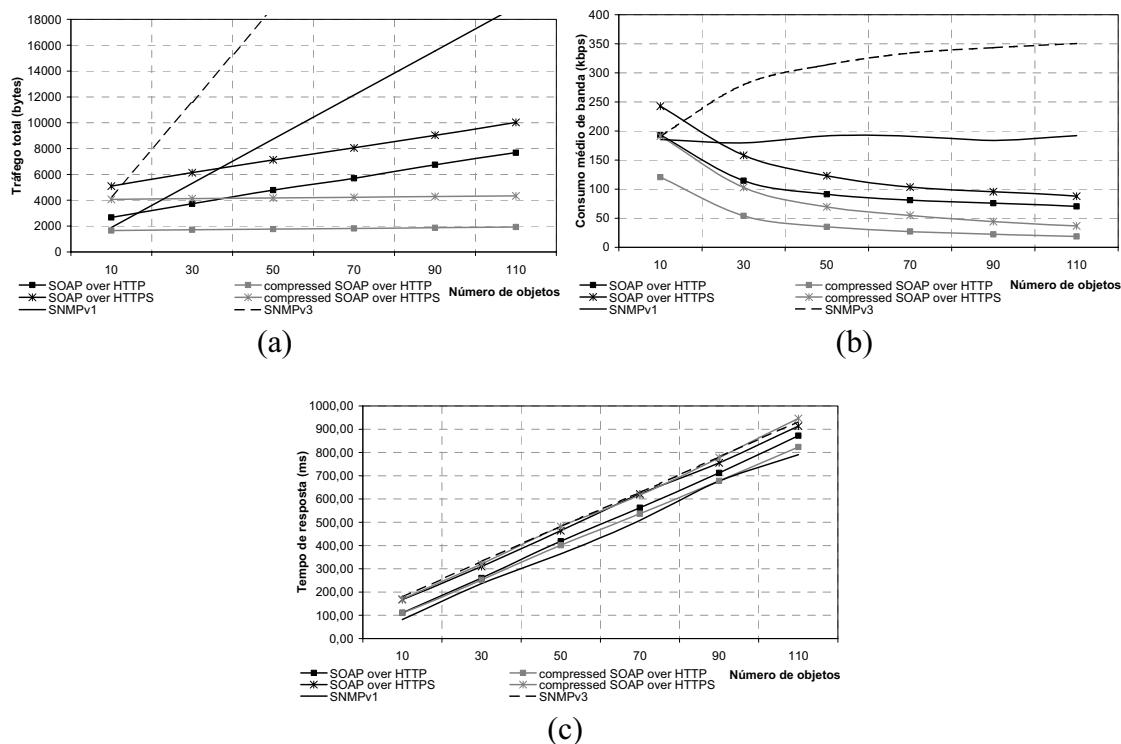 Tráfego total (bytes)
18000
16000
14000
12000
10000
8000
6000
4000
2000
0
10 30 50 70 90 110
Número de objetos
SOAP over HTTP
compressed SOAP over HTTP
SOAP over HTTPS
compressed SOAP over HTTPS
SNMPv1
SNMPv3
(a)
Consumo médio de banda (kbps)
400
350
300
250
200
150
100
50
0
10 30 50 70 90 110
Número de objetos
SOAP over HTTP
compressed SOAP over HTTP
SOAP over HTTPS
compressed SOAP over HTTPS
SNMPv1
SNMPv3
(b)
Tempo de resposta (ms)
1000,00
900,00
800,00
700,00
600,00
500,00
400,00
300,00
200,00
100,00
0,00
10 30 50 70 90 110
Número de objetos
SOAP over HTTP
compressed SOAP over HTTP
SOAP over HTTPS
compressed SOAP over HTTPS
SNMPv1
SNMPv3
(c)